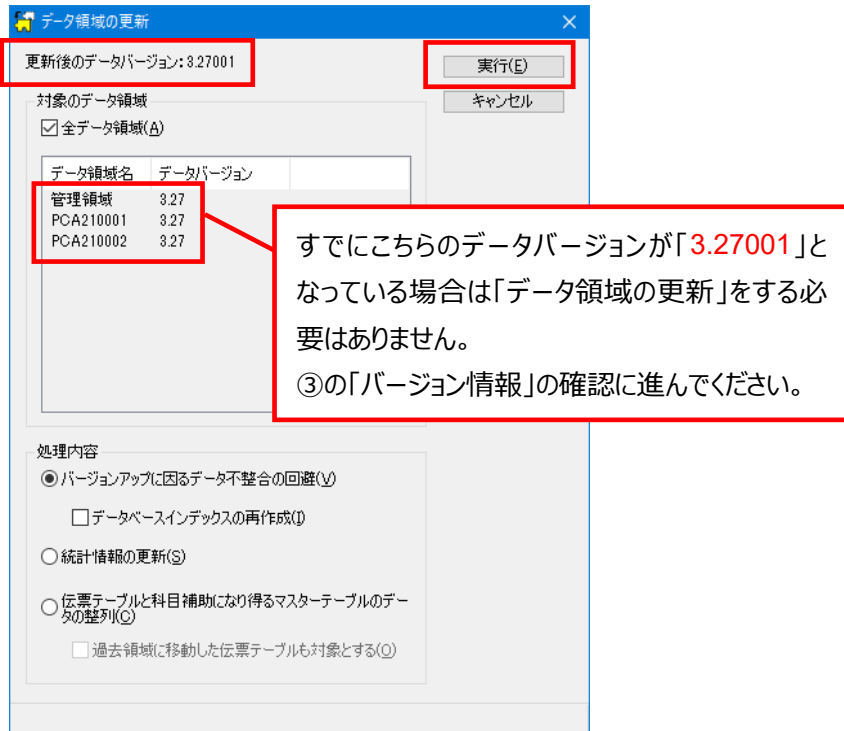 データ領域の更新
更新後のデータバージョン:3.27001
実行(E)
キャンセル
対象のデータ領域
全データ領域(A)
データ領域名 データバージョン
管理領域 3.27
PCA210001 3.27
PCA210002 3.27
すでにこちらのデータバージョンが「3.27001」と
なっている場合は「データ領域の更新」をする必
要はありません。
③の「バージョン情報」の確認に進んでください。
処理内容
バージョンアップに因るデータ不整合の回避(V)
データベースインデックスの再作成(I)
統計情報の更新(S)
伝票テーブルと科目補助になり得るマスターテーブルのデー
タの整列(C)
過去領域に移動した伝票テーブルも対象とする(O)